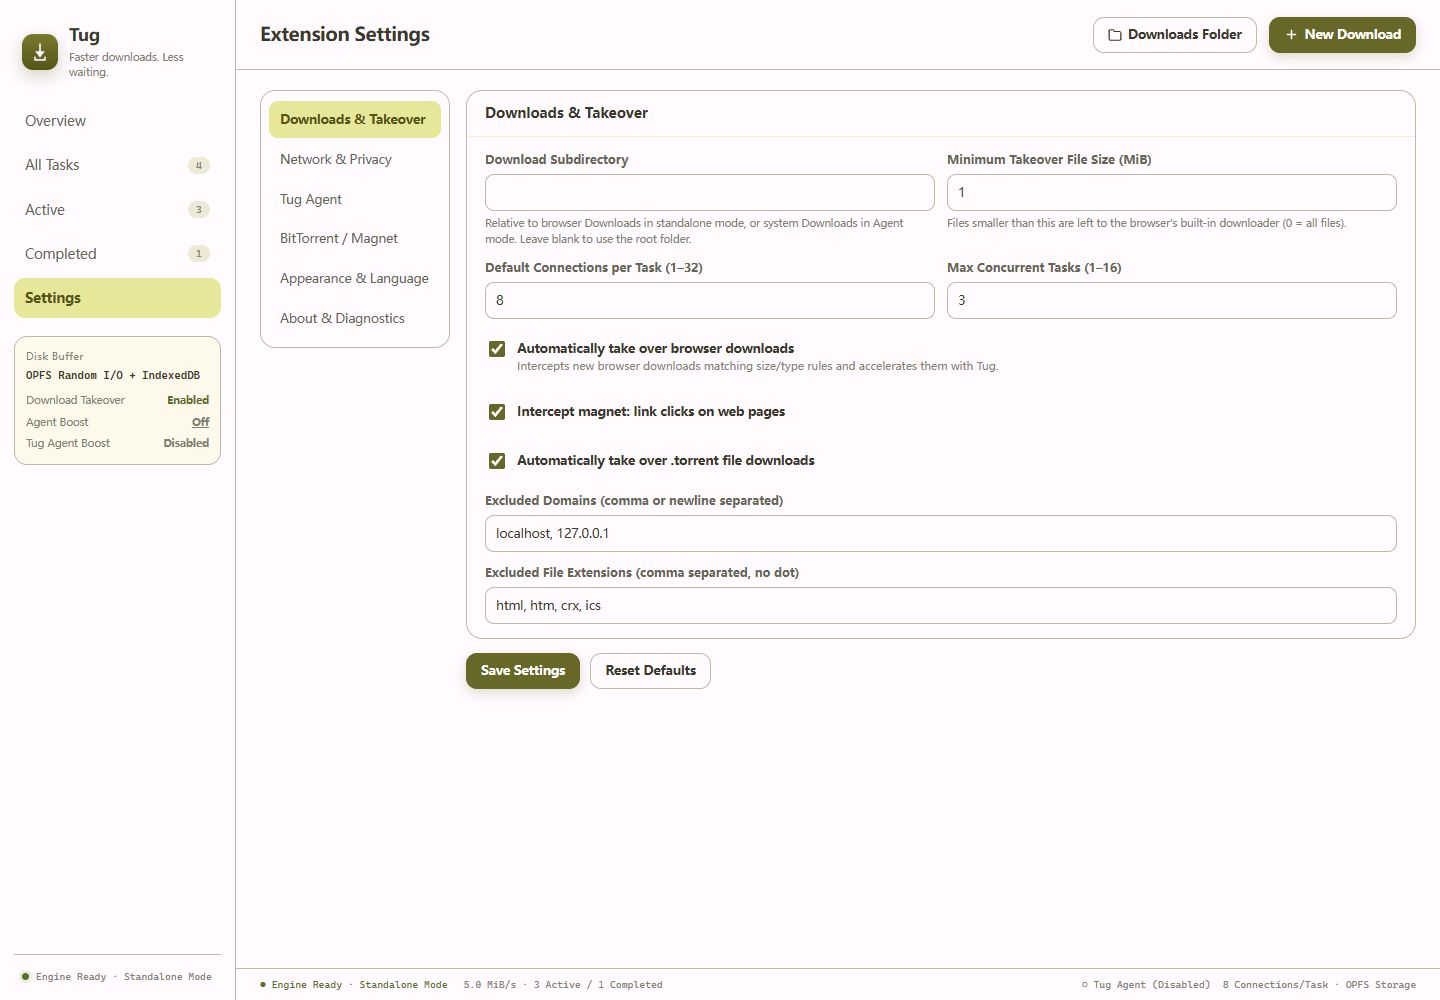 Tug
Faster downloads. Less
waiting.
Overview
All Tasks 4
Active 3
Completed 1
Settings
Disk Buffer
OPFS Random I/O + IndexedDB
Download Takeover Enabled
Agent Boost Off
Tug Agent Boost Disabled
Engine Ready · Standalone Mode
Extension Settings
Downloads Folder
+ New Download
Downloads & Takeover
Network & Privacy
Tug Agent
BitTorrent / Magnet
Appearance & Language
About & Diagnostics
Downloads & Takeover
Download Subdirectory
Relative to browser Downloads in standalone mode, or system Downloads in Agent
mode. Leave blank to use the root folder.
Minimum Takeover File Size (MiB)
1
Files smaller than this are left to the browser's built-in downloader (0 = all files).
Default Connections per Task (1–32)
8
Max Concurrent Tasks (1–16)
3
Automatically take over browser downloads
Intercepts new browser downloads matching size/type rules and accelerates them with Tug.
Intercept magnet: link clicks on web pages
Automatically take over .torrent file downloads
Excluded Domains (comma or newline separated)
localhost, 127.0.0.1
Excluded File Extensions (comma separated, no dot)
html, htm, crx, ics
Save Settings
Reset Defaults
Engine Ready · Standalone Mode 5.0 MiB/s · 3 Active / 1 Completed
Tug Agent (Disabled) 8 Connections/Task · OPFS Storage